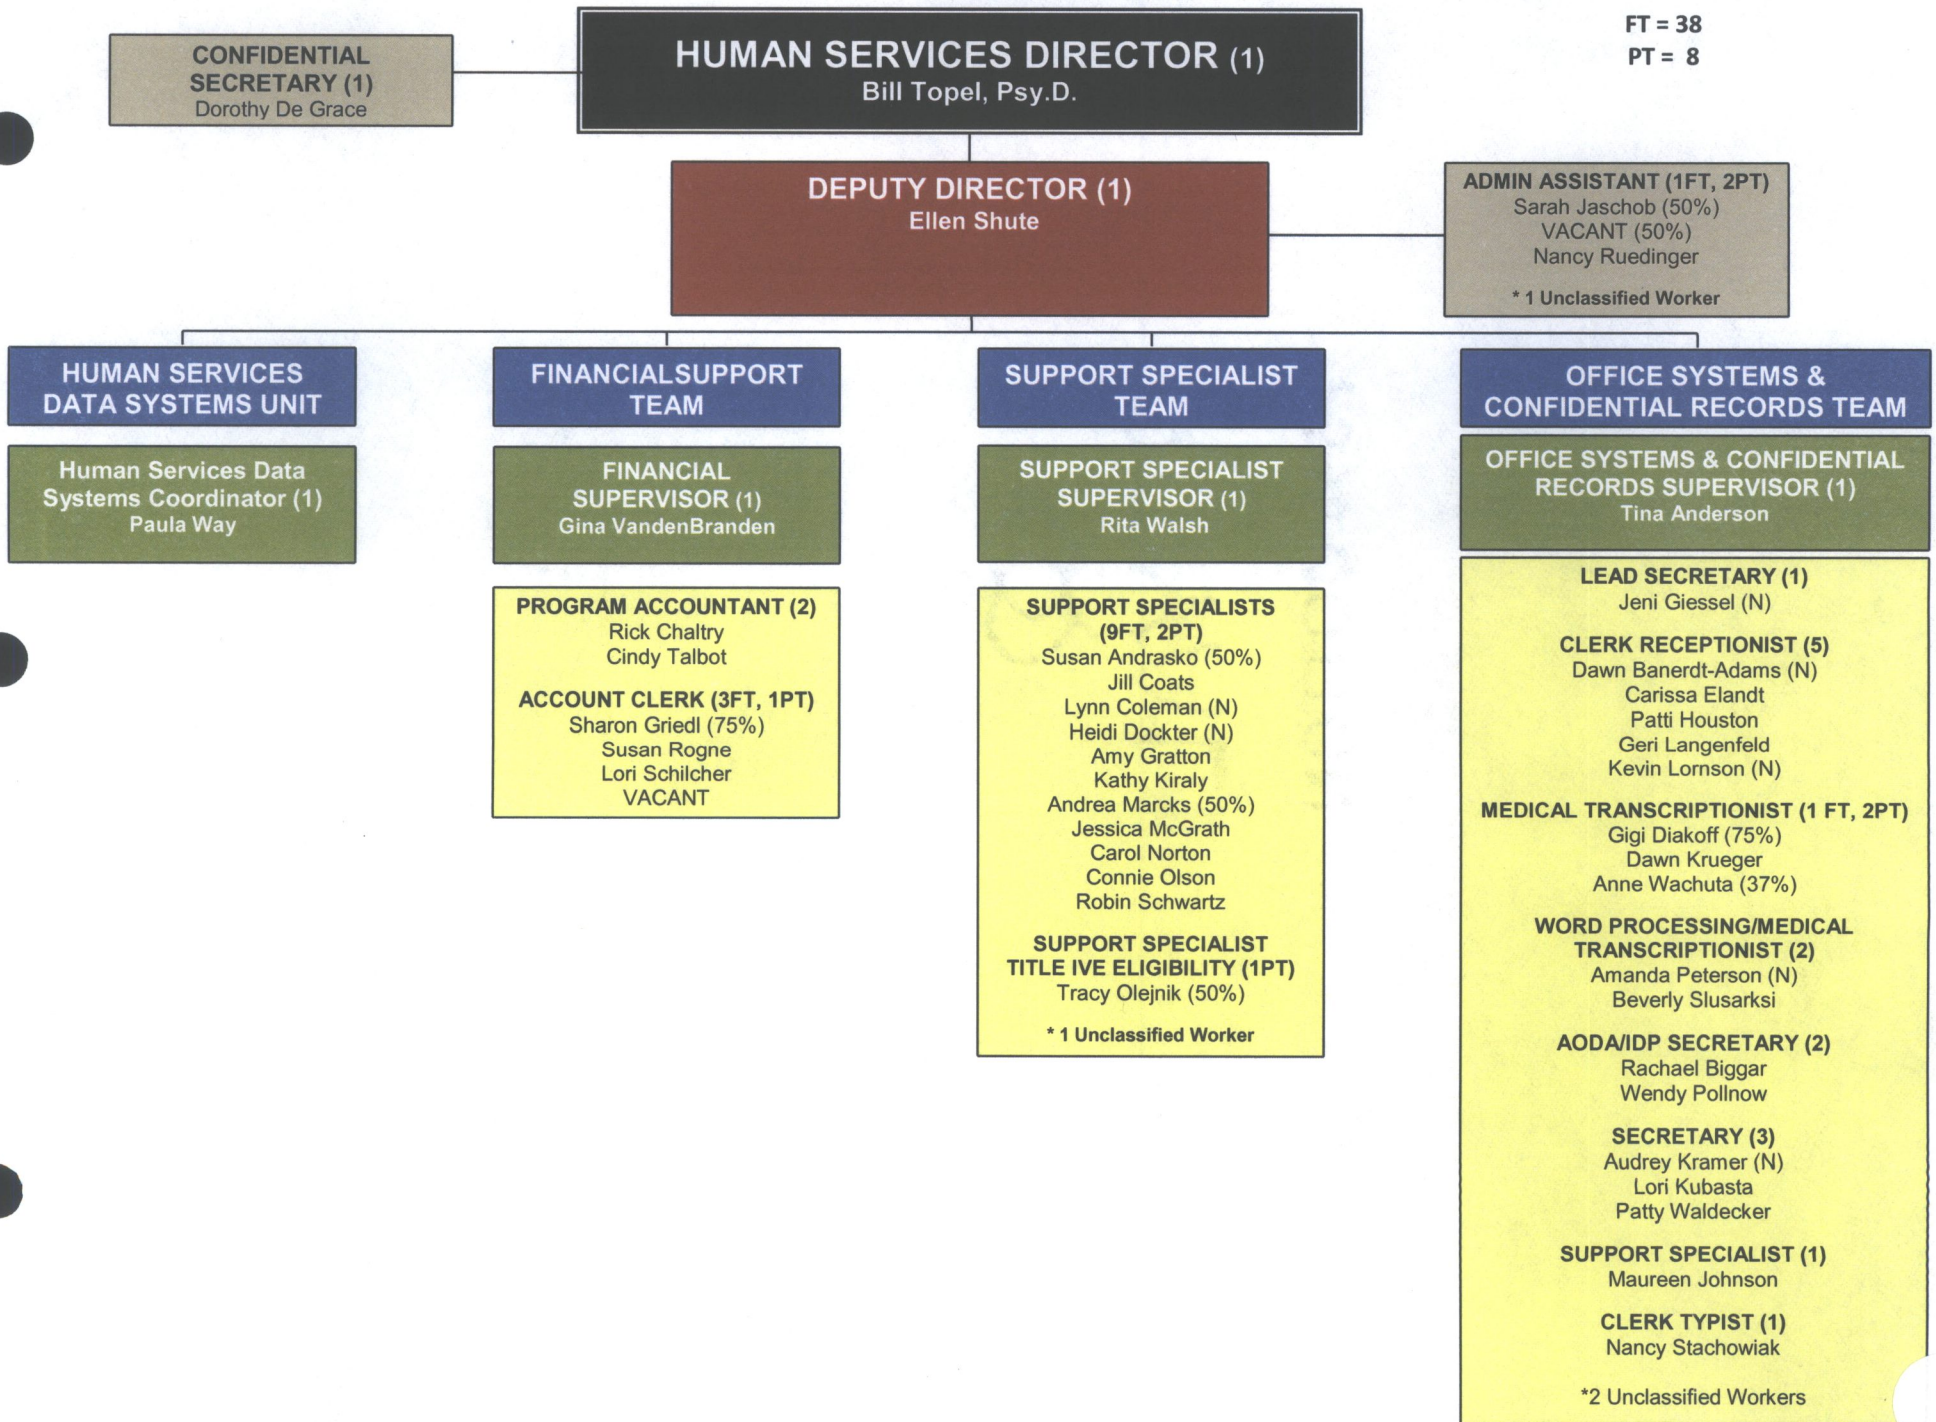 FT = 38
PT = 8
CONFIDENTIAL
SECRETARY (1)
Dorothy De Grace
HUMAN SERVICES DIRECTOR (1)
Bill Topel, Psy.D.
DEPUTY DIRECTOR (1)
Ellen Shute
ADMIN ASSISTANT (1FT, 2PT)
Sarah Jaschob (50%)
VACANT (50%)
Nancy Ruedinger
* 1 Unclassified Worker
HUMAN SERVICES
DATA SYSTEMS UNIT
Human Services Data
Systems Coordinator (1)
Paula Way
FINANCIALSUPPORT
TEAM
FINANCIAL
SUPERVISOR (1)
Gina VandenBranden
PROGRAM ACCOUNTANT (2)
Rick Chaltry
Cindy Talbot
ACCOUNT CLERK (3FT, 1PT)
Sharon Griedl (75%)
Susan Rogne
Lori Schilcher
VACANT
SUPPORT SPECIALIST
TEAM
SUPPORT SPECIALIST
SUPERVISOR (1)
Rita Walsh
SUPPORT SPECIALISTS
(9FT, 2PT)
Susan Andrasko (50%)
Jill Coats
Lynn Coleman (N)
Heidi Dockter (N)
Amy Gratton
Kathy Kiraly
Andrea Marcks (50%)
Jessica McGrath
Carol Norton
Connie Olson
Robin Schwartz
SUPPORT SPECIALIST
TITLE IVE ELIGIBILITY (1PT)
Tracy Olejnik (50%)
* 1 Unclassified Worker
OFFICE SYSTEMS &
CONFIDENTIAL RECORDS TEAM
OFFICE SYSTEMS & CONFIDENTIAL
RECORDS SUPERVISOR (1)
Tina Anderson
LEAD SECRETARY (1)
Jeni Giessel (N)
CLERK RECEPTIONIST (5)
Dawn Banerdt-Adams (N)
Carissa Elandt
Patti Houston
Geri Langenfeld
Kevin Lornson (N)
MEDICAL TRANSCRIPTIONIST (1 FT, 2PT)
Gigi Diakoff (75%)
Dawn Krueger
Anne Wachuta (37%)
WORD PROCESSING/MEDICAL
TRANSCRIPTIONIST (2)
Amanda Peterson (N)
Beverly Slusarksi
AODA/IDP SECRETARY (2)
Rachael Biggar
Wendy Pollnow
SECRETARY (3)
Audrey Kramer (N)
Lori Kubasta
Patty Waldecker
SUPPORT SPECIALIST (1)
Maureen Johnson
CLERK TYPIST (1)
Nancy Stachowiak
*2 Unclassified Workers